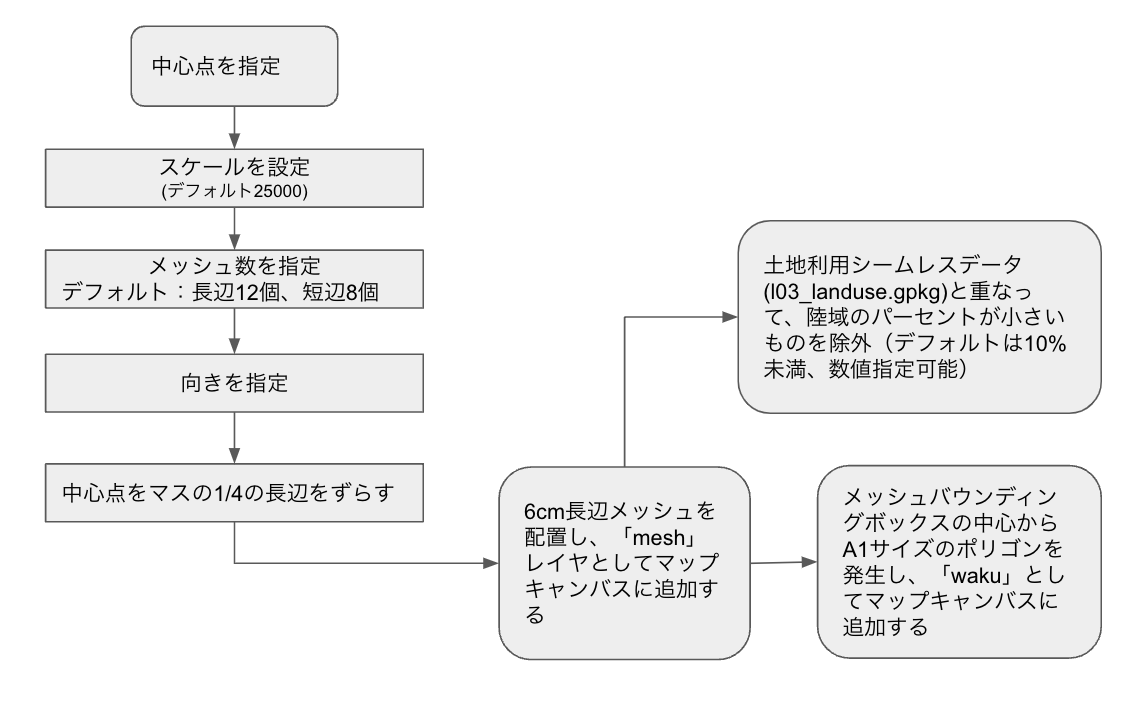 中心点を指定
スケールを設定
(デフォルト25000)
メッシュ数を指定
デフォルト：長辺12個、短辺8個
向きを指定
中心点をマスの1/4の長辺をずらす
6cm長辺メッシュを
配置し、「mesh」
レイヤとしてマップ
キャンバスに追加す
る
土地利用シームレスデータ
(l03_landuse.gpkg)と重なっ
て、陸域のパーセントが小さい
ものを除外（デフォルトは10%
未満、数値指定可能）
メッシュバウンディン
グボックスの中心から
A1サイズのポリゴンを
発生し、「waku」とし
てマップキャンバスに
追加する